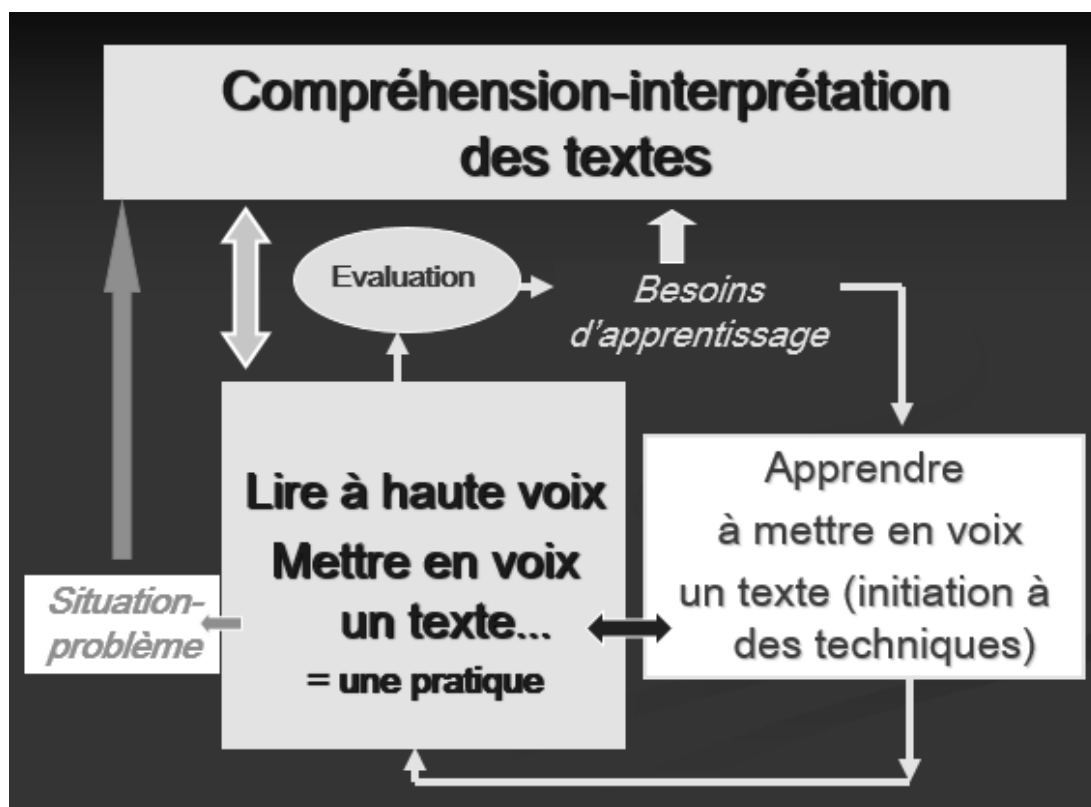 Compréhension-interprétation
des textes
Evaluation
Besoins
d'apprentissage
Lire à haute voix
Mettre en voix
un texte...
= une pratique
Apprendre
à mettre en voix
un texte (initiation à
des techniques)
Situation-
problème